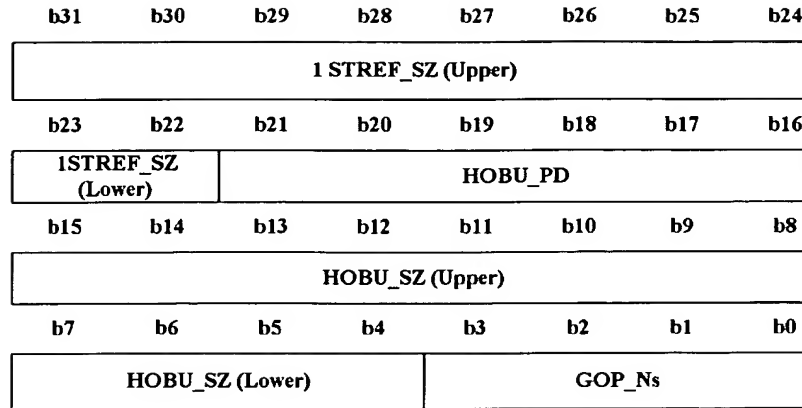 b31 b30 b29 b28 b27 b26 b25 b24
1 STREF_SZ (Upper)
b23 b22 b21 b20 b19 b18 b17 b16
1STREF_SZ
(Lower)
HOBU_PD
b15 b14 b13 b12 b11 b10 b9 b8
HOBU_SZ (Upper)
b7 b6 b5 b4 b3 b2 b1 b0
HOBU_SZ (Lower) GOP_Ns